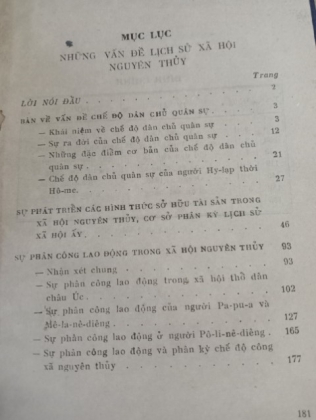 MỤC LỤC
NHỮNG VẤN ĐỀ LỊCH SỬ XÃ HỘI
NGUYÊN THỦY
Trang
LỜI NÓI ĐẦU . . . . . . . . . . 3
BÀN VỀ VẤN ĐỀ CHẾ ĐỘ DÂN CHỦ QUÂN SỰ . . 3
— Khái niệm về chế độ dân chủ quân sự . . 3
— Sự ra đời của chế độ dân chủ quân sự . . 12
— Những đặc điểm cơ bản của chế độ dân chủ
quân sự . . . . . . . . . . 21
— Chế độ dân chủ quân sự của người Hy-lạp thời
Hô-me. . . . . . . . . . . 27
SỰ PHÁT TRIỂN CÁC HÌNH THỨC SỞ HỮU TÀI SẢN TRONG
XÃ HỘI NGUYÊN THỦY, CƠ SỞ PHÂN KỲ LỊCH SỬ
XÃ HỘI ẤY. . . . . . . . . . 46
SỰ PHÂN CÔNG LAO ĐỘNG TRONG XÃ HỘI NGUYÊN THỦY . 93
— Nhận xét chung . . . . . . . . 93
— Sự phân công lao động trong xã hội thổ dân
châu Úc. . . . . . . . . . 102
— Sự phân công lao động của người Pa-pu-a và
Mê-la-nê-diêng . . . . . . . . 127
— Sự phân công lao động ở người Pô-li-nê-diêng . 165
— Sự phân công lao động và phân kỳ chế độ công
xã nguyên thủy . . . . . . . . 177
181